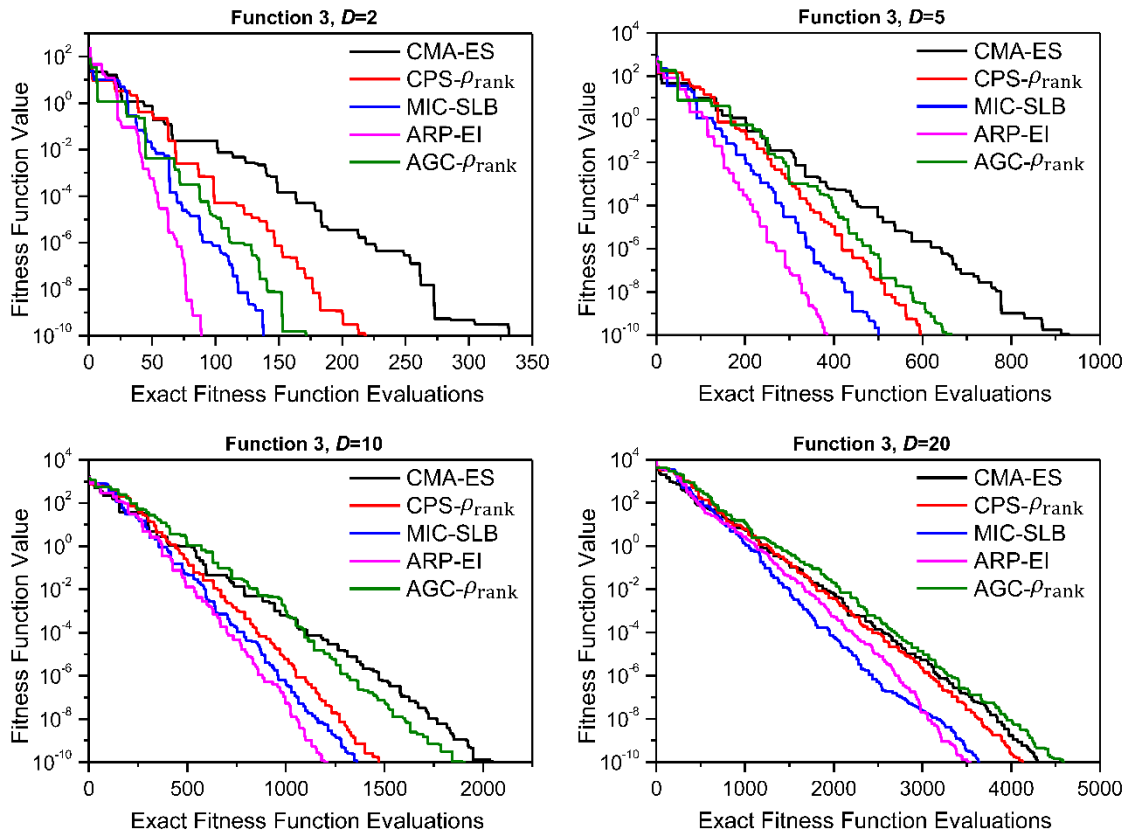 Function 3, D=2
CMA-ES
CPS-ρrank
MIC-SLB
ARP-EI
AGC-ρrank
Fitness Function Value
10^2
10^0
10^-2
10^-4
10^-6
10^-8
10^-10
0 50 100 150 200 250 300 350
Exact Fitness Function Evaluations
Function 3, D=5
CMA-ES
CPS-ρrank
MIC-SLB
ARP-EI
AGC-ρrank
Fitness Function Value
10^4
10^2
10^0
10^-2
10^-4
10^-6
10^-8
10^-10
0 200 400 600 800 1000
Exact Fitness Function Evaluations
Function 3, D=10
CMA-ES
CPS-ρrank
MIC-SLB
ARP-EI
AGC-ρrank
Fitness Function Value
10^4
10^2
10^0
10^-2
10^-4
10^-6
10^-8
10^-10
0 500 1000 1500 2000
Exact Fitness Function Evaluations
Function 3, D=20
CMA-ES
CPS-ρrank
MIC-SLB
ARP-EI
AGC-ρrank
Fitness Function Value
10^4
10^2
10^0
10^-2
10^-4
10^-6
10^-8
10^-10
0 1000 2000 3000 4000 5000
Exact Fitness Function Evaluations